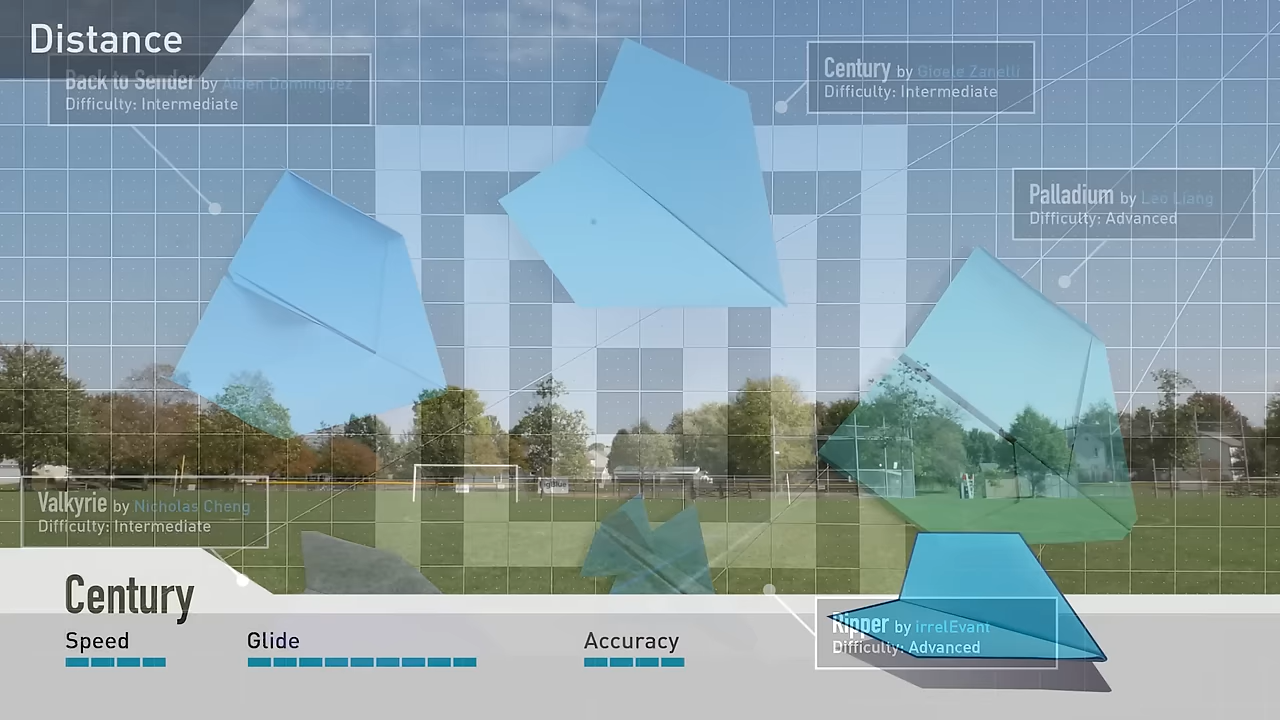 Distance
Back to Sender by Aiden Dominguez
Difficulty: Intermediate
Century by Gioele Zanelli
Difficulty: Intermediate
Palladium by Leo Liang
Difficulty: Advanced
Valkyrie by Nicholas Cheng
Difficulty: Intermediate
Century
Speed
Glide
Accuracy
Ripper by irrelEvant
Difficulty: Advanced